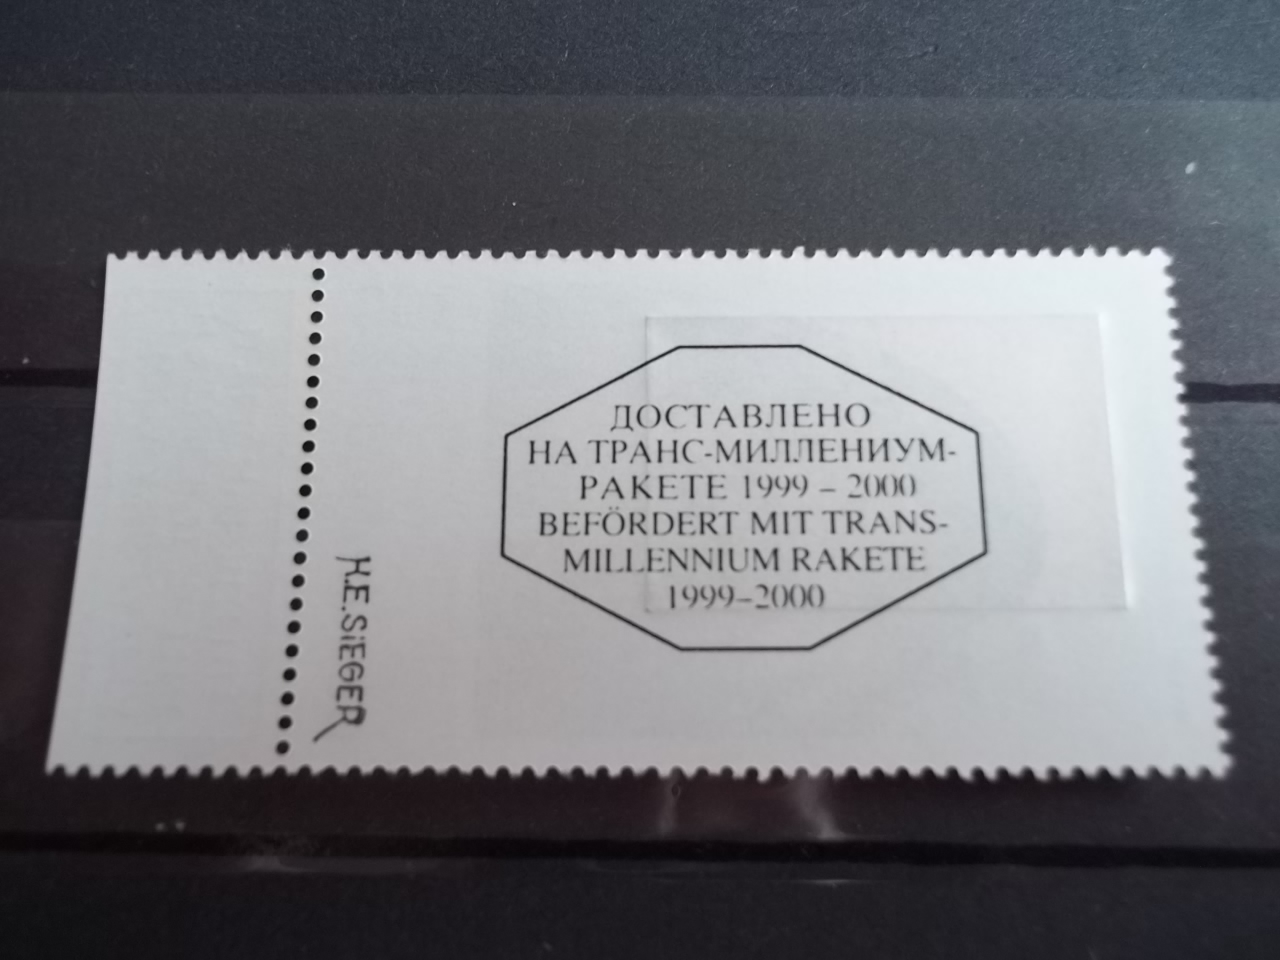 ДОСТАВЛЕНО
НА ТРАНС-МИЛЛЕНИУМ-
РАКЕТЕ 1999 – 2000
BEFÖRDERT MIT TRANS-
MILLENNIUM RAKETE
1999–2000
H.E.SiEGER